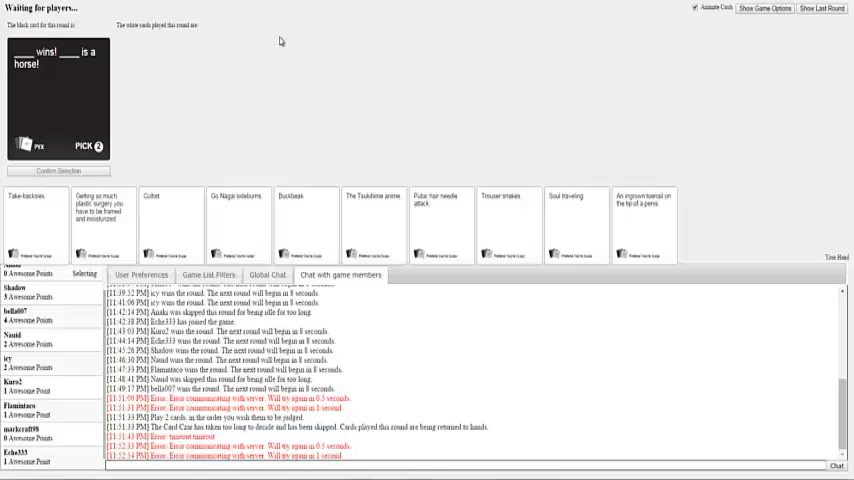 Waiting for players...
Animate Cards
Show Game Options
Show Last Round
The black card for this round is:
The white cards played this round are:
____ wins! ____ is a
horse!
PYX
PICK 2
Confirm Selection
Take-backsies.
Getting so much
plastic surgery you
have to be framed
and moisturized
Cultist
Go Nagai sideburns.
Buckbeak
The Tsukihime anime.
Pubic hair needle
attack.
Trouser snakes.
Soul traveling.
An ingrown toenail on
the tip of a penis.
Your Hand
0 Awesome Points
Selecting
Shadow
3 Awesome Points
bella007
4 Awesome Points
Nauid
2 Awesome Points
icy
2 Awesome Points
Kuro2
1 Awesome Point
Flamintaco
1 Awesome Point
markcraft98
0 Awesome Points
Eche333
1 Awesome Point
User Preferences
Game List Filters
Global Chat
Chat with game members
[11:39:52 PM] icy wins the round. The next round will begin in 8 seconds.
[11:41:06 PM] icy wins the round. The next round will begin in 8 seconds.
[11:42:14 PM] Anaks was skipped this round for being idle for too long.
[11:42:38 PM] Eche333 has joined the game.
[11:43:03 PM] Kuro2 wins the round. The next round will begin in 8 seconds.
[11:44:14 PM] Eche333 wins the round. The next round will begin in 8 seconds.
[11:45:26 PM] Shadow wins the round. The next round will begin in 8 seconds.
[11:46:30 PM] Nauid wins the round. The next round will begin in 8 seconds.
[11:47:33 PM] Flamintaco wins the round. The next round will begin in 8 seconds.
[11:48:41 PM] Nauid was skipped this round for being idle for too long.
[11:49:17 PM] bella007 wins the round. The next round will begin in 8 seconds.
[11:51:00 PM] Error: Error communicating with server. Will try again in 0.5 seconds.
[11:51:31 PM] Error: Error communicating with server. Will try again in 1 second
[11:51:33 PM] Play 2 cards, in the order you wish them to be judged.
[11:51:33 PM] The Card Czar has taken too long to decide and has been skipped. Cards played this round are being returned to hands.
[11:51:43 PM] Error: timeout timeout
[11:52:33 PM] Error: Error communicating with server. Will try again in 0.5 seconds.
[11:52:54 PM] Error: Error communicating with server. Will try again in 1 second
Chat